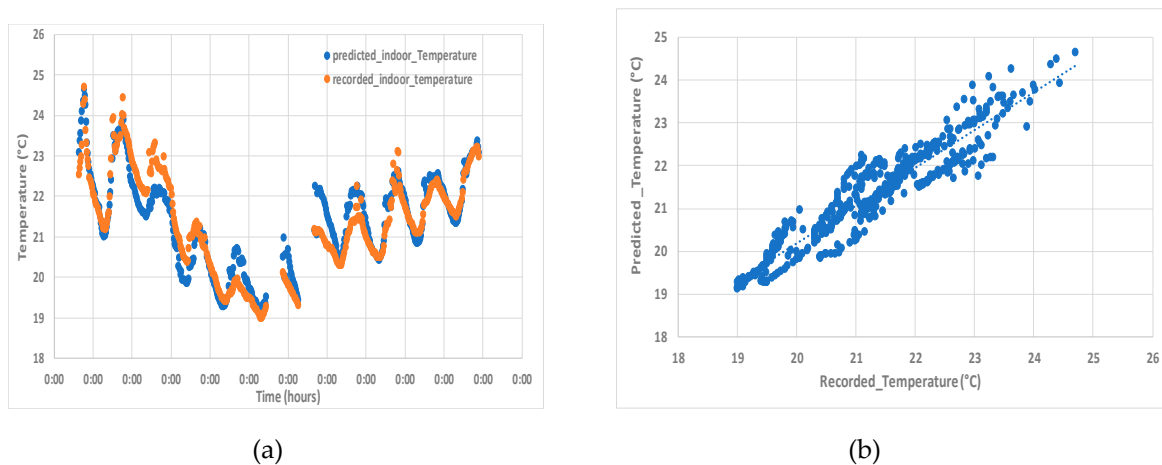 26
25
24
23
22
21
20
19
18
Temperature (°C)
predicted_indoor_Temperature
recorded_indoor_temperature
0:00 0:00 0:00 0:00 0:00 0:00 0:00 0:00 0:00 0:00 0:00 0:00 0:00
Time (hours)
(a)
25
24
23
22
21
20
19
18
Predicted _Temperature (°C)
18 19 20 21 22 23 24 25 26
Recorded_Temperature (°C)
(b)